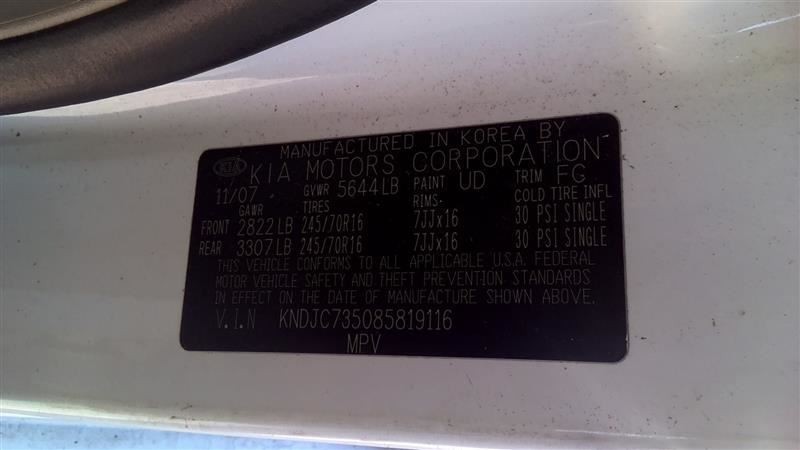 MANUFACTURED IN KOREA BY
KIA KIA MOTORS CORPORATION
11/07 GVWR 5644LB PAINT UD TRIM FG
GAWR TIRES RIMS- COLD TIRE INFL
FRONT 2822LB 245/70R16 7JJx16 30 PSI SINGLE
REAR 3307LB 245/70R16 7JJx16 30 PSI SINGLE
THIS VEHICLE CONFORMS TO ALL APPLICABLE U.S.A. FEDERAL
MOTOR VEHICLE SAFETY AND THEFT PREVENTION STANDARDS
IN EFFECT ON THE DATE OF MANUFACTURE SHOWN ABOVE.
V.I.N KNDJC735085819116
MPV